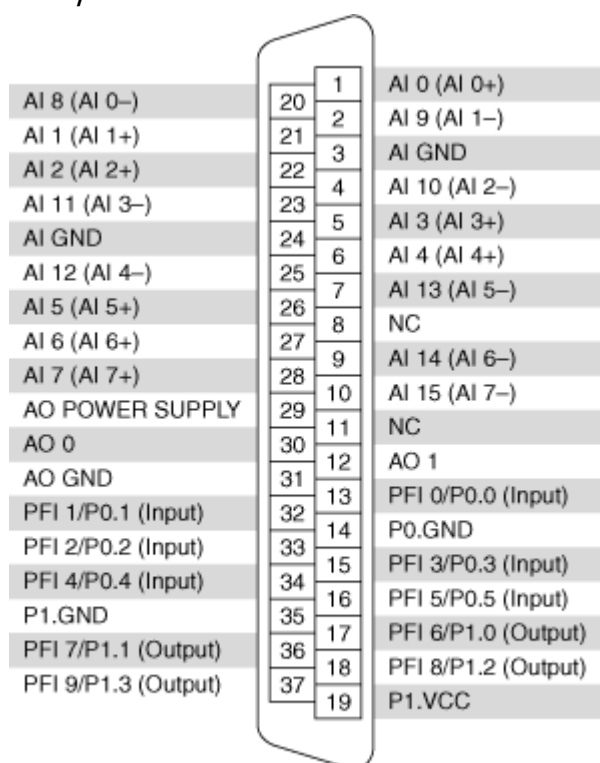 AI 8 (AI 0–)
AI 1 (AI 1+)
AI 2 (AI 2+)
AI 11 (AI 3–)
AI GND
AI 12 (AI 4–)
AI 5 (AI 5+)
AI 6 (AI 6+)
AI 7 (AI 7+)
AO POWER SUPPLY
AO 0
AO GND
PFI 1/P0.1 (Input)
PFI 2/P0.2 (Input)
PFI 4/P0.4 (Input)
P1.GND
PFI 7/P1.1 (Output)
PFI 9/P1.3 (Output)
20
21
22
23
24
25
26
27
28
29
30
31
32
33
34
35
36
37
1
2
3
4
5
6
7
8
9
10
11
12
13
14
15
16
17
18
19
AI 0 (AI 0+)
AI 9 (AI 1–)
AI GND
AI 10 (AI 2–)
AI 3 (AI 3+)
AI 4 (AI 4+)
AI 13 (AI 5–)
NC
AI 14 (AI 6–)
AI 15 (AI 7–)
NC
AO 1
PFI 0/P0.0 (Input)
P0.GND
PFI 3/P0.3 (Input)
PFI 5/P0.5 (Input)
PFI 6/P1.0 (Output)
PFI 8/P1.2 (Output)
P1.VCC